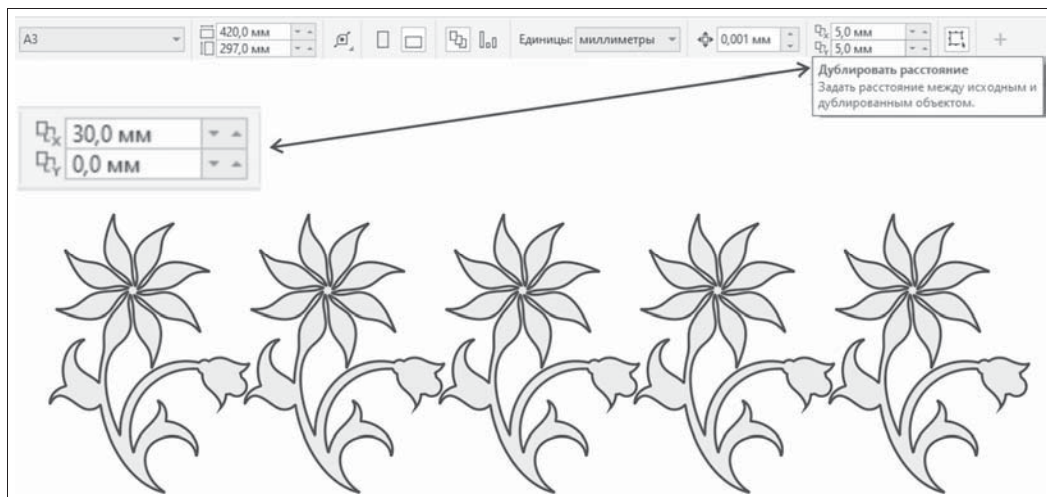 A3
420,0 мм
297,0 мм
Единицы: миллиметры
0,001 мм
5,0 мм
5,0 мм
Дублировать расстояние
Задать расстояние между исходным и
дублированным объектом.
X 30,0 мм
Y 0,0 мм